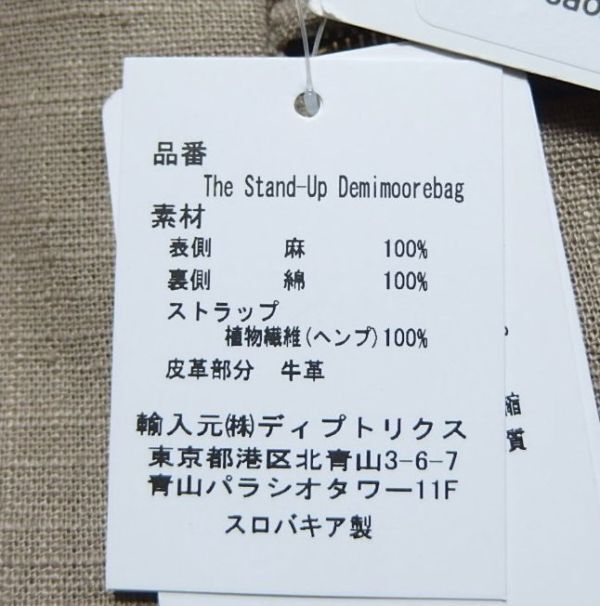 品番
The Stand-Up Demimoorebag
素材
表側 麻 100%
裏側 綿 100%
ストラップ
植物繊維(ヘンプ)100%
皮革部分 牛革
輸入元㈱ディプトリクス
東京都港区北青山3-6-7
青山パラシオタワー11F
スロバキア製
縮
質